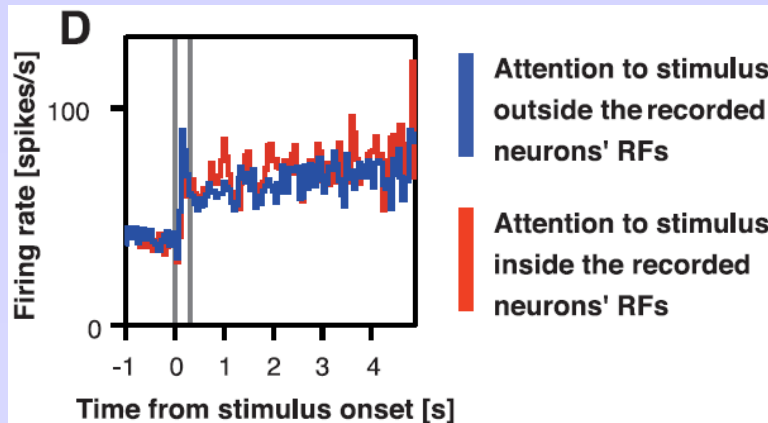 D
Firing rate [spikes/s]
100
0
-1 0 1 2 3 4
Time from stimulus onset [s]
Attention to stimulus
outside the recorded
neurons' RFs
Attention to stimulus
inside the recorded
neurons' RFs